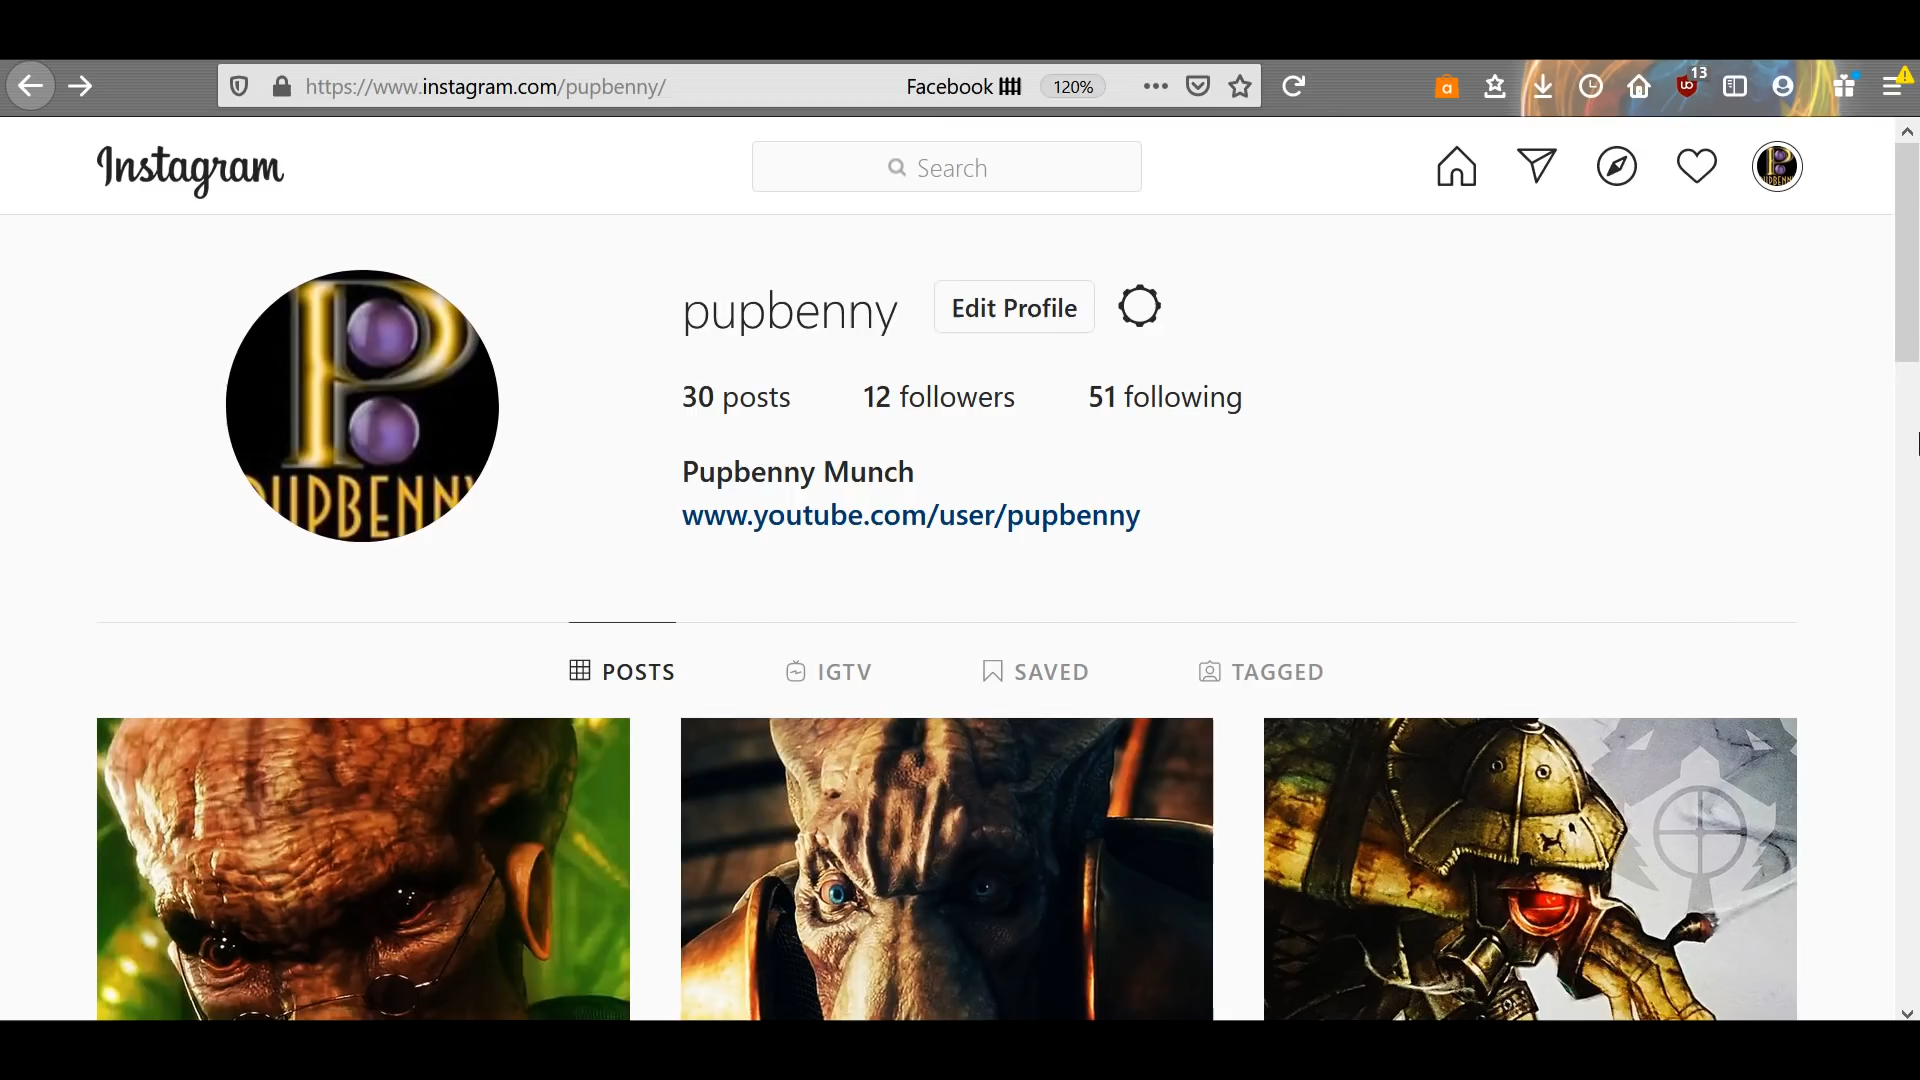 https://www.instagram.com/pupbenny/
Facebook
120%
13
Instagram
Search
pupbenny
Edit Profile
30 posts
12 followers
51 following
Pupbenny Munch
www.youtube.com/user/pupbenny
PUPBENNY
POSTS
IGTV
SAVED
TAGGED